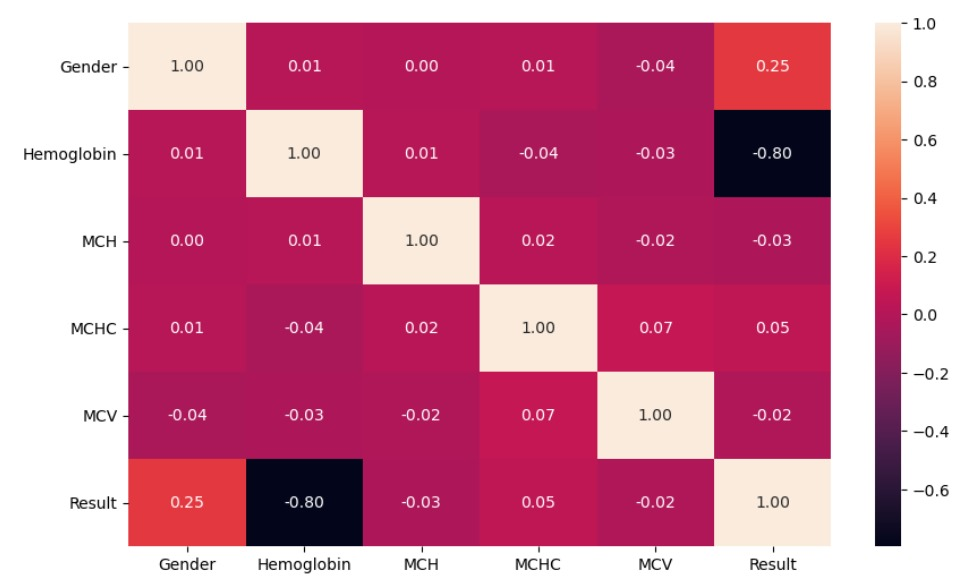 Gender 1.00 0.01 0.00 0.01 -0.04 0.25
Hemoglobin 0.01 1.00 0.01 -0.04 -0.03 -0.80
MCH 0.00 0.01 1.00 0.02 -0.02 -0.03
MCHC 0.01 -0.04 0.02 1.00 0.07 0.05
MCV -0.04 -0.03 -0.02 0.07 1.00 -0.02
Result 0.25 -0.80 -0.03 0.05 -0.02 1.00
Gender Hemoglobin MCH MCHC MCV Result
1.0
0.8
0.6
0.4
0.2
0.0
−0.2
−0.4
−0.6